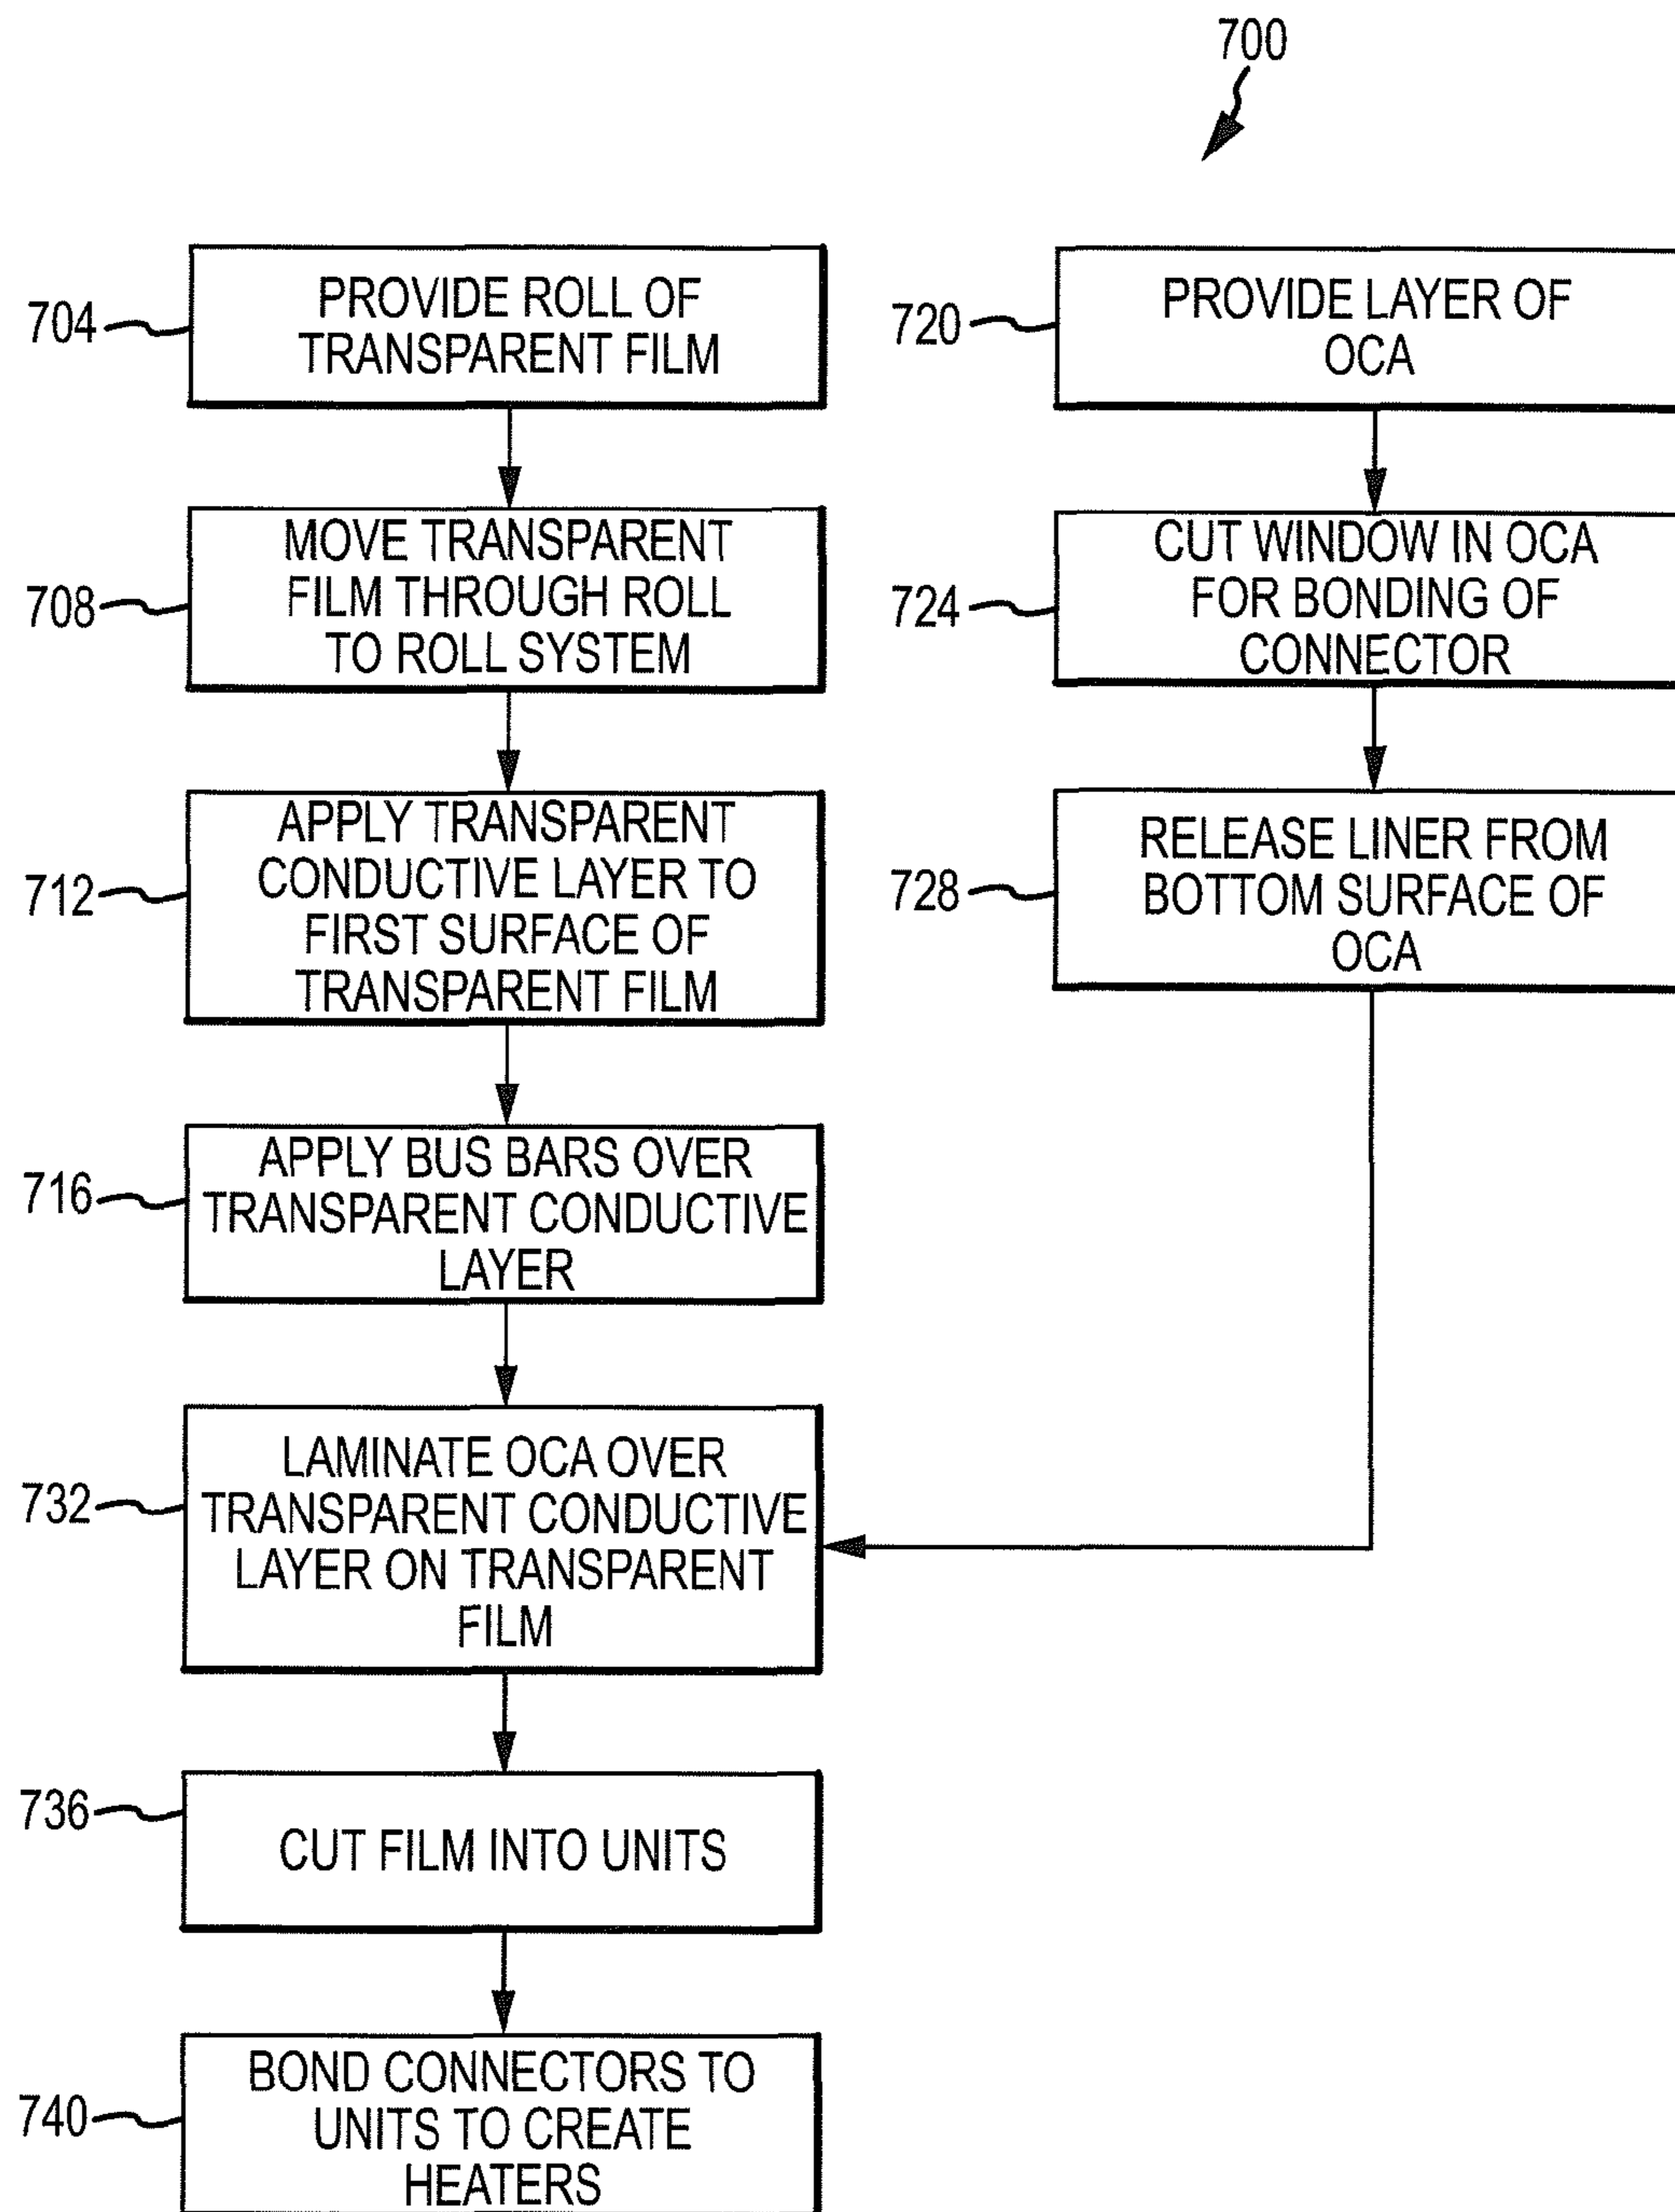 700
704
PROVIDE ROLL OF
TRANSPARENT FILM
708
MOVE TRANSPARENT
FILM THROUGH ROLL
TO ROLL SYSTEM
712
APPLY TRANSPARENT
CONDUCTIVE LAYER TO
FIRST SURFACE OF
TRANSPARENT FILM
716
APPLY BUS BARS OVER
TRANSPARENT CONDUCTIVE
LAYER
720
PROVIDE LAYER OF
OCA
724
CUT WINDOW IN OCA
FOR BONDING OF
CONNECTOR
728
RELEASE LINER FROM
BOTTOM SURFACE OF
OCA
732
LAMINATE OCA OVER
TRANSPARENT CONDUCTIVE
LAYER ON TRANSPARENT
FILM
736
CUT FILM INTO UNITS
740
BOND CONNECTORS TO
UNITS TO CREATE
HEATERS